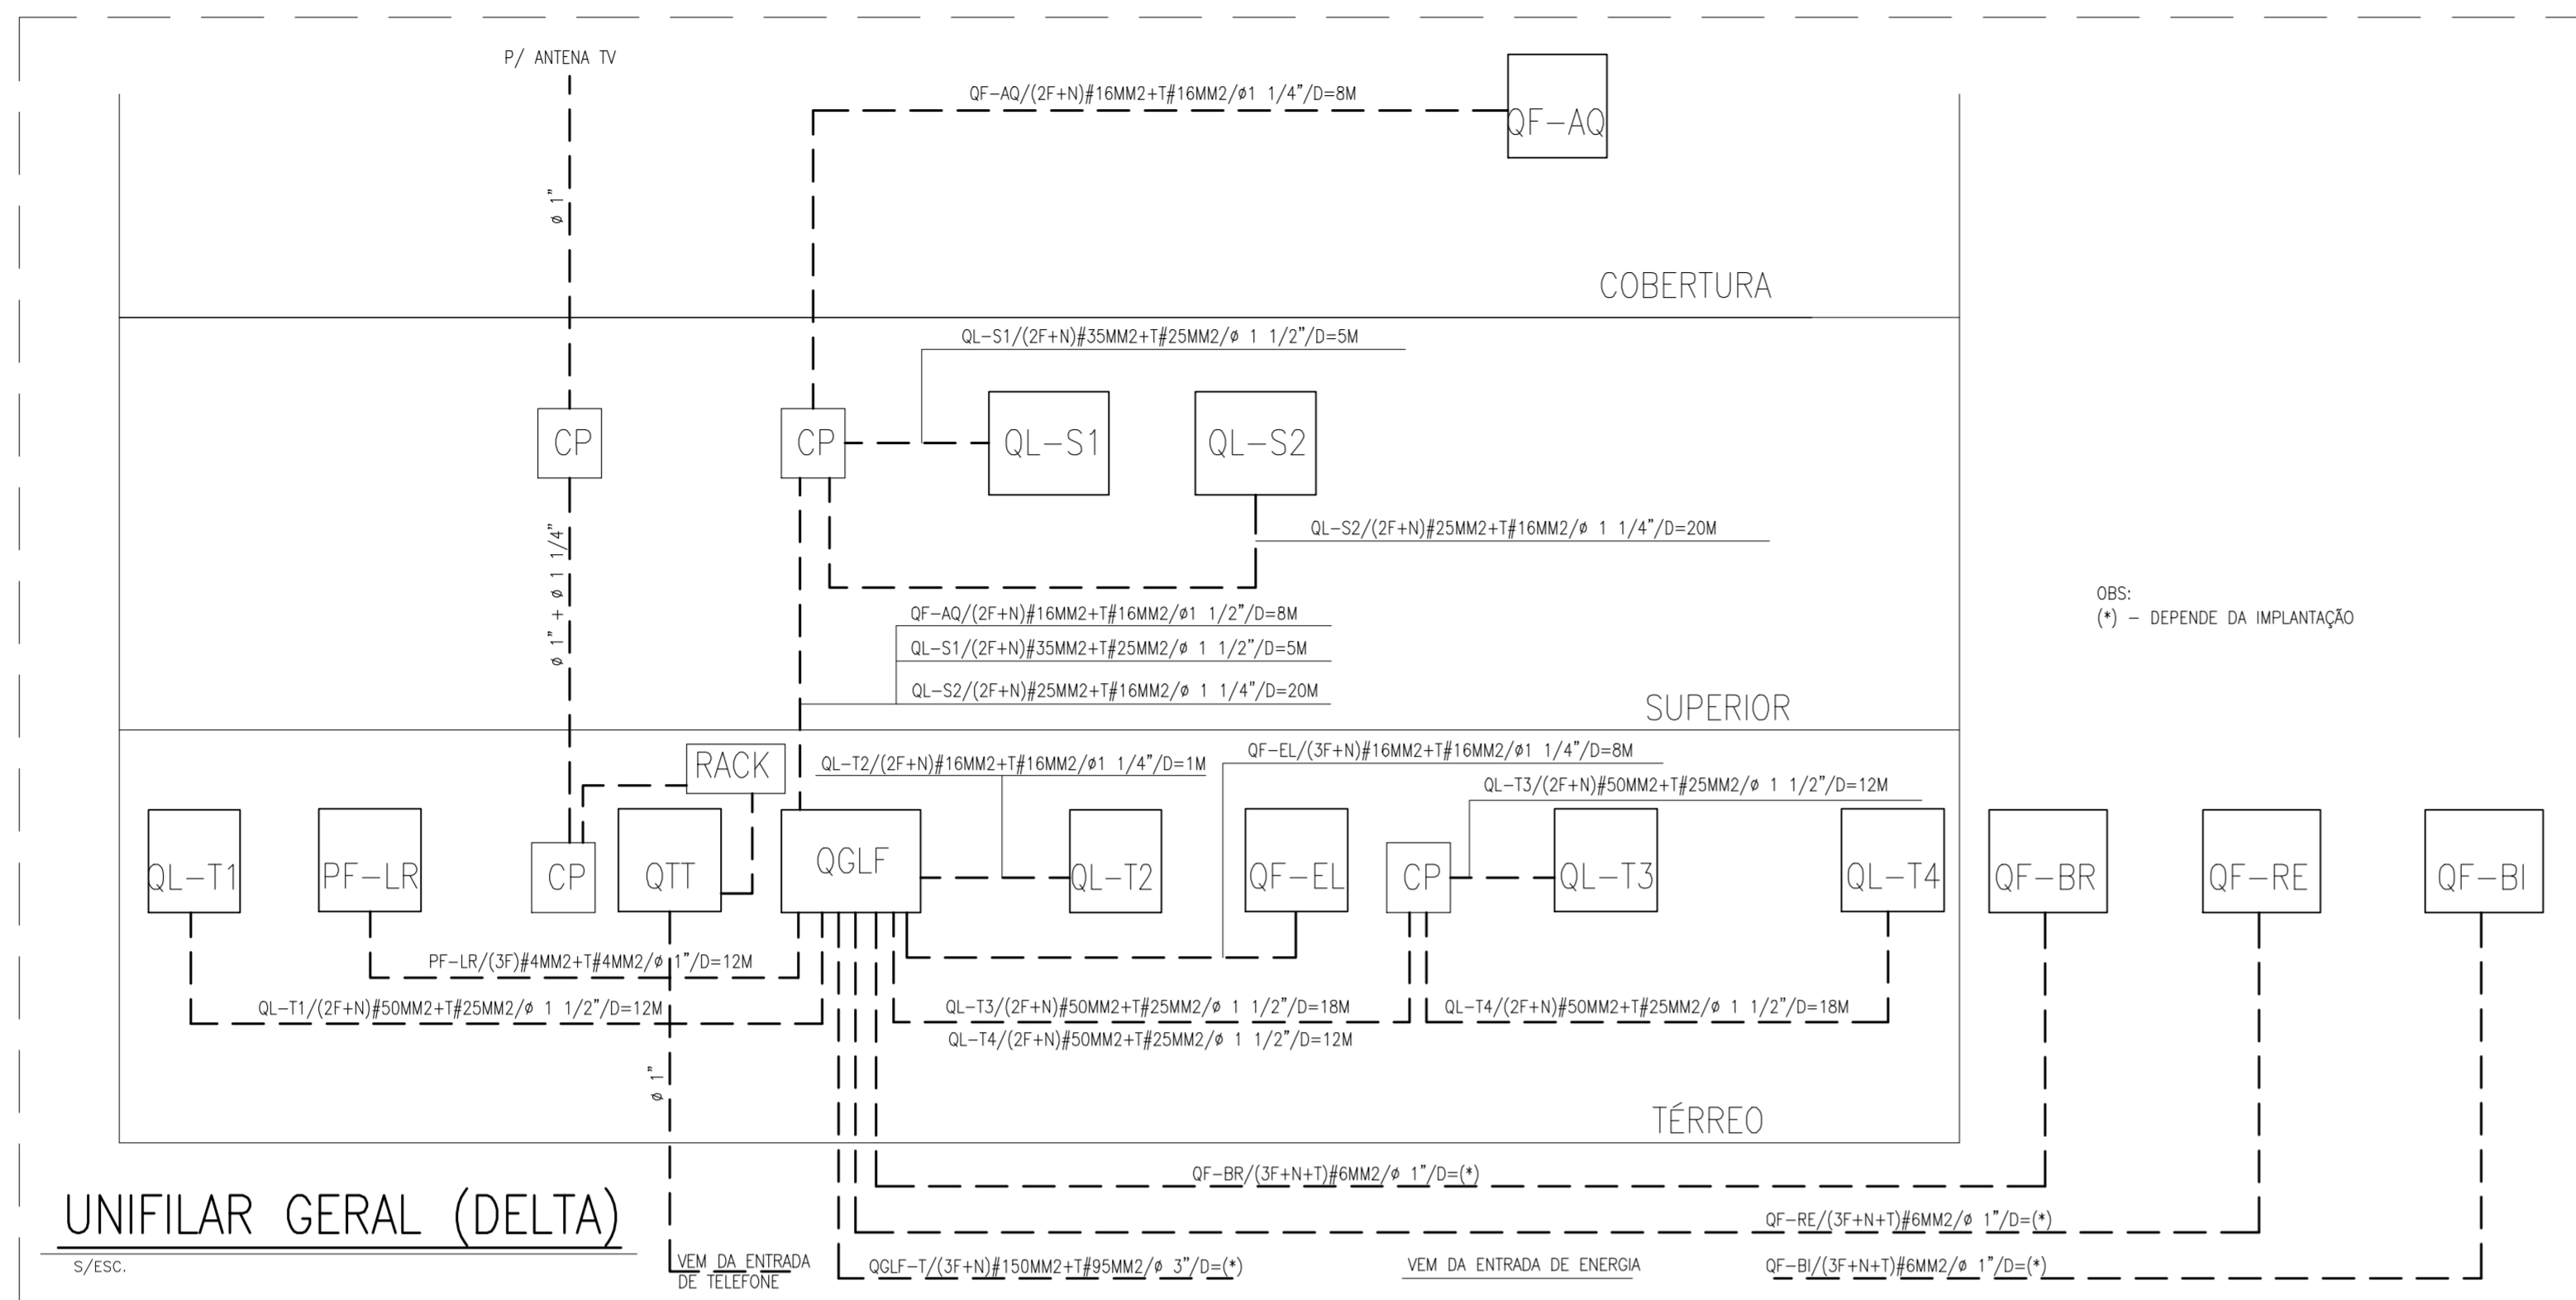 P/ ANTENA TV
QF-AQ/(2F+N)#16MM2+T#16MM2/ø1 1/4"/D=8M
QF-AQ
ø 1"
COBERTURA
QL-S1/(2F+N)#35MM2+T#25MM2/ø 1 1/2"/D=5M
CP
CP
QL-S1
QL-S2
QL-S2/(2F+N)#25MM2+T#16MM2/ø 1 1/4"/D=20M
ø 1" + ø 1 1/4"
OBS:
(*) - DEPENDE DA IMPLANTAÇÃO
QF-AQ/(2F+N)#16MM2+T#16MM2/ø1 1/2"/D=8M
QL-S1/(2F+N)#35MM2+T#25MM2/ø 1 1/2"/D=5M
QL-S2/(2F+N)#25MM2+T#16MM2/ø 1 1/4"/D=20M
SUPERIOR
RACK
QL-T2/(2F+N)#16MM2+T#16MM2/ø1 1/4"/D=1M
QF-EL/(3F+N)#16MM2+T#16MM2/ø1 1/4"/D=8M
QL-T3/(2F+N)#50MM2+T#25MM2/ø 1 1/2"/D=12M
QL-T1
PF-LR
CP
QTT
QGLF
QL-T2
QF-EL
CP
QL-T3
QL-T4
QF-BR
QF-RE
QF-BI
PF-LR/(3F)#4MM2+T#4MM2/ø 1"/D=12M
QL-T1/(2F+N)#50MM2+T#25MM2/ø 1 1/2"/D=12M
QL-T3/(2F+N)#50MM2+T#25MM2/ø 1 1/2"/D=18M
QL-T4/(2F+N)#50MM2+T#25MM2/ø 1 1/2"/D=18M
QL-T4/(2F+N)#50MM2+T#25MM2/ø 1 1/2"/D=12M
ø 1"
TÉRREO
QF-BR/(3F+N+T)#6MM2/ø 1"/D=(*)
UNIFILAR GERAL (DELTA)
S/ESC.
QF-RE/(3F+N+T)#6MM2/ø 1"/D=(*)
VEM DA ENTRADA
DE TELEFONE
QGLF-T/(3F+N)#150MM2+T#95MM2/ø 3"/D=(*)
VEM DA ENTRADA DE ENERGIA
QF-BI/(3F+N+T)#6MM2/ø 1"/D=(*)